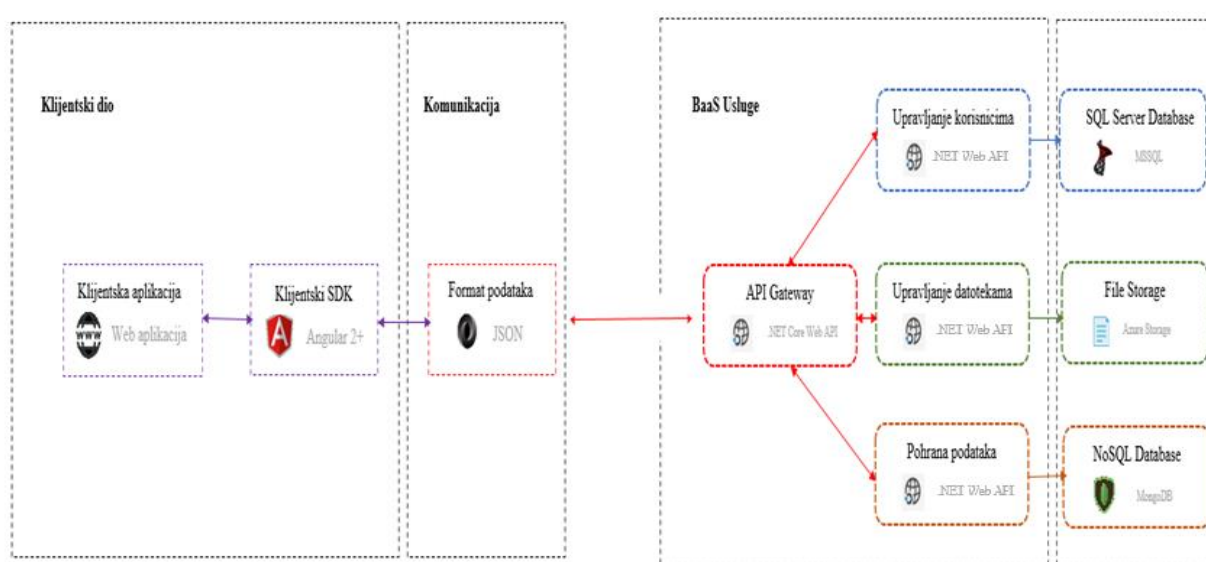 Klijentski dio
Komunikacija
BaaS Usluge
Klijentska aplikacija
WWW
Web aplikacija
Klijentski SDK
Angular 2+
Format podataka
JSON
API Gateway
.NET Core Web API
Upravljanje korisnicima
.NET Web API
SQL Server Database
MSSQL
Upravljanje datotekama
.NET Web API
File Storage
Azure Storage
Pohrana podataka
.NET Web API
NoSQL Database
MongoDB